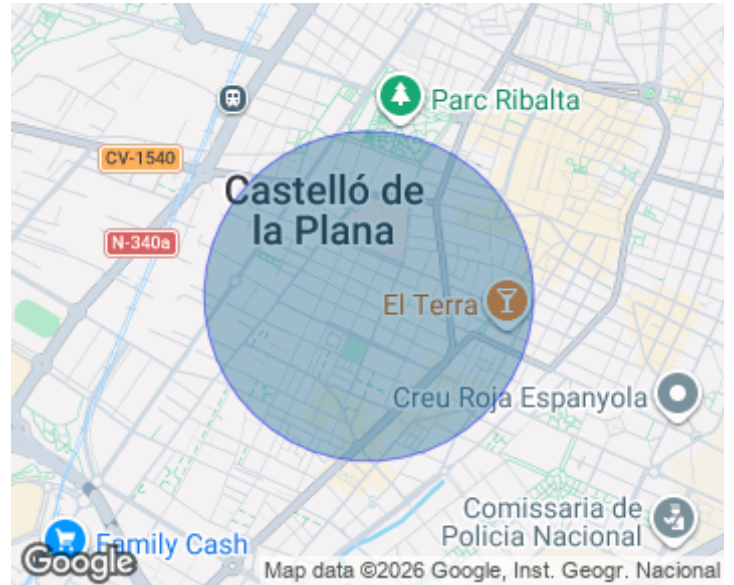 Parc Ribalta
CV-1540
Castelló de
la Plana
N-340a
El Terra
Creu Roja Espanyola
Comissaria de
Policia Nacional
Family Cash
Google
Map data ©2026 Google, Inst. Geogr. Nacional